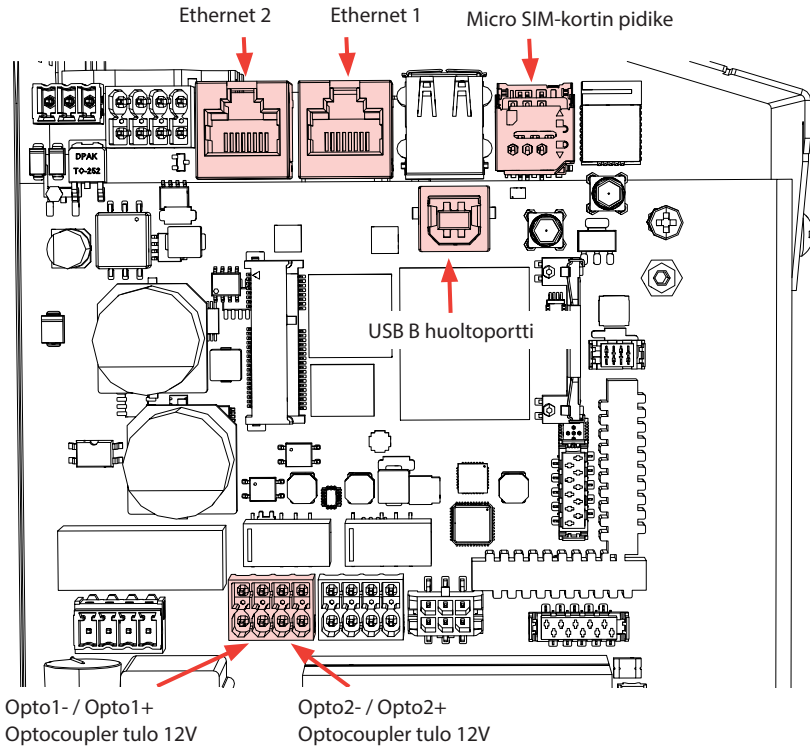 Ethernet 2
Ethernet 1
Micro SIM-kortin pidike
DPAK
TO-252
USB B huoltoportti
Opto1- / Opto1+
Optocoupler tulo 12V
Opto2- / Opto2+
Optocoupler tulo 12V